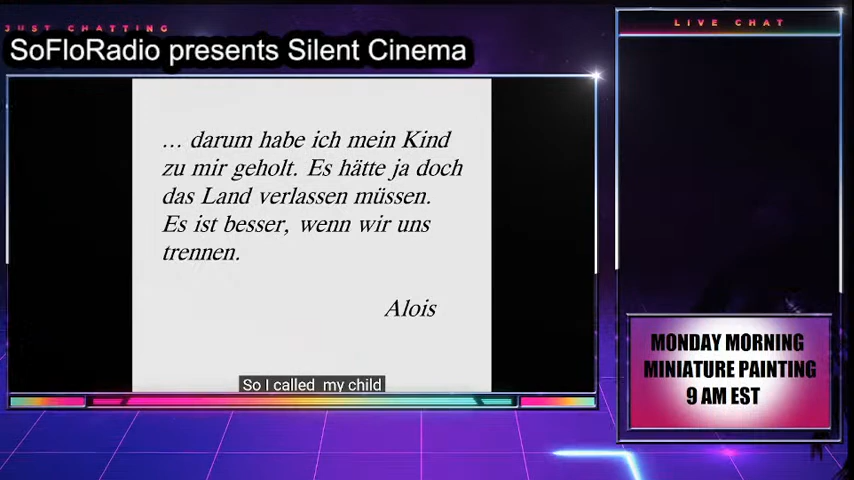 JUST CHATTING
SoFloRadio presents Silent Cinema
LIVE CHAT
... darum habe ich mein Kind
zu mir geholt. Es hätte ja doch
das Land verlassen müssen.
Es ist besser, wenn wir uns
trennen.
Alois
So I called my child
MONDAY MORNING
MINIATURE PAINTING
9 AM EST